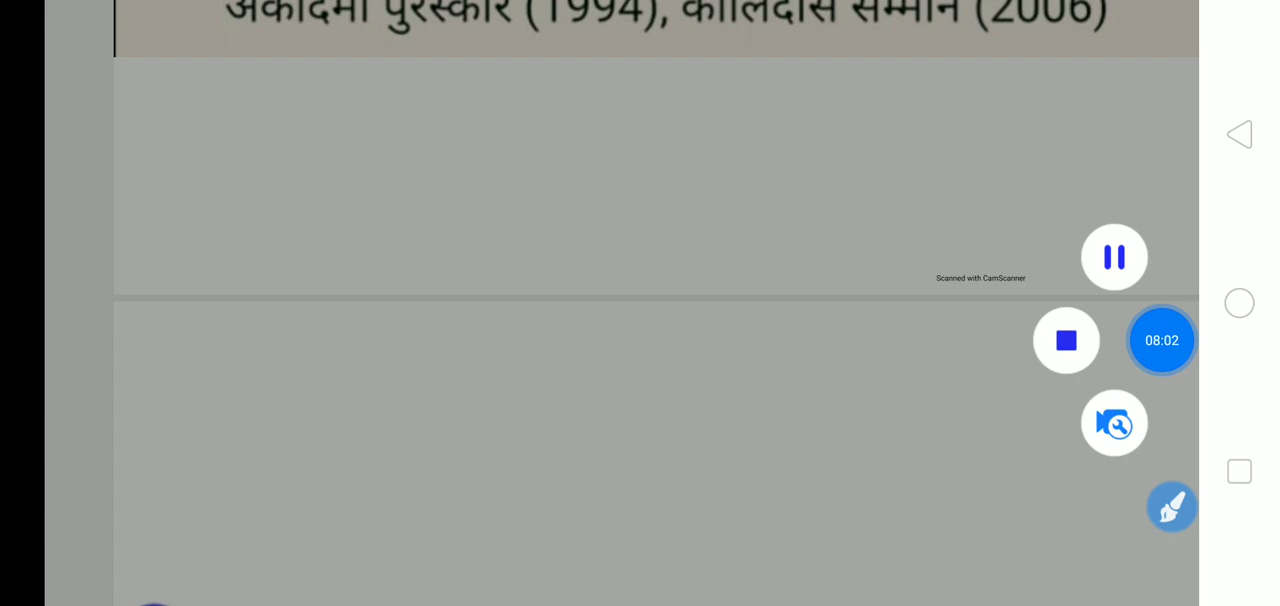 अकादमी पुरस्कार (1994), कालिदास सम्मान (2006)
Scanned with CamScanner
08:02